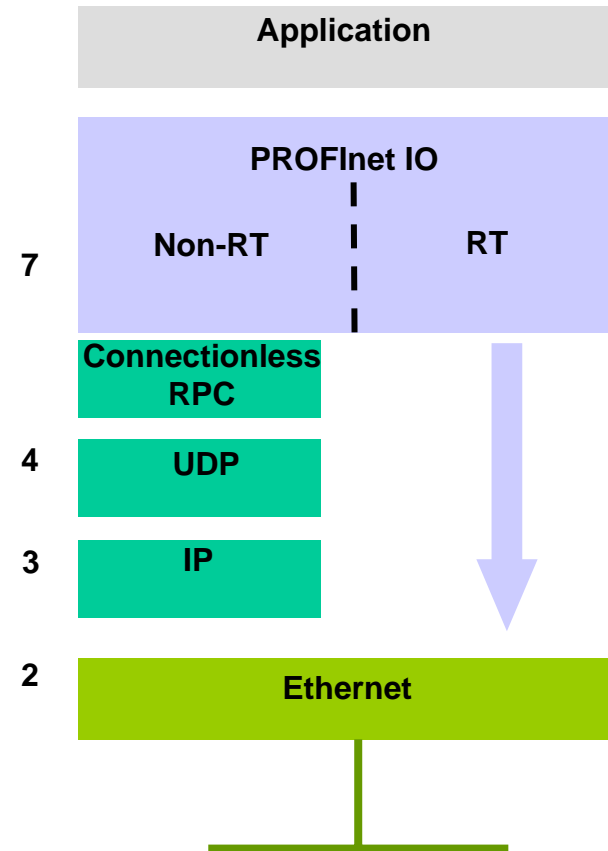 Application
PROFInet IO
Non-RT
RT
7
Connectionless
RPC
4
UDP
3
IP
2
Ethernet